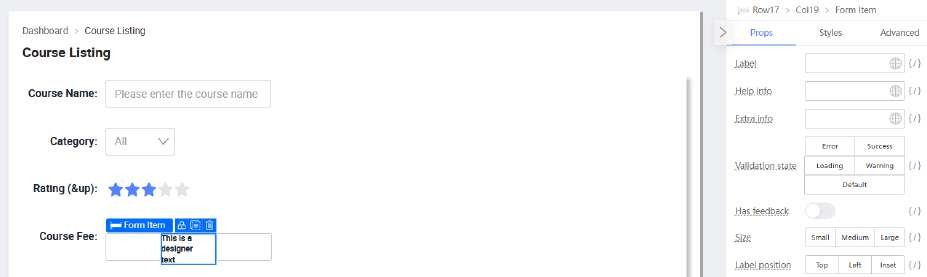 Dashboard > Course Listing
Course Listing
Course Name: Please enter the course name
Category: All
Rating (&up):
Form Item
Course Fee:
This is a
designer
text
Row17 > Col19 > Form Item
Props Styles Advanced
Label {/}
Help info {/}
Extra info {/}
Error Success
Validation state Loading Warning {/}
Default
Has feedback {/}
Size Small Medium Large {/}
Label position Top Left Inset {/}